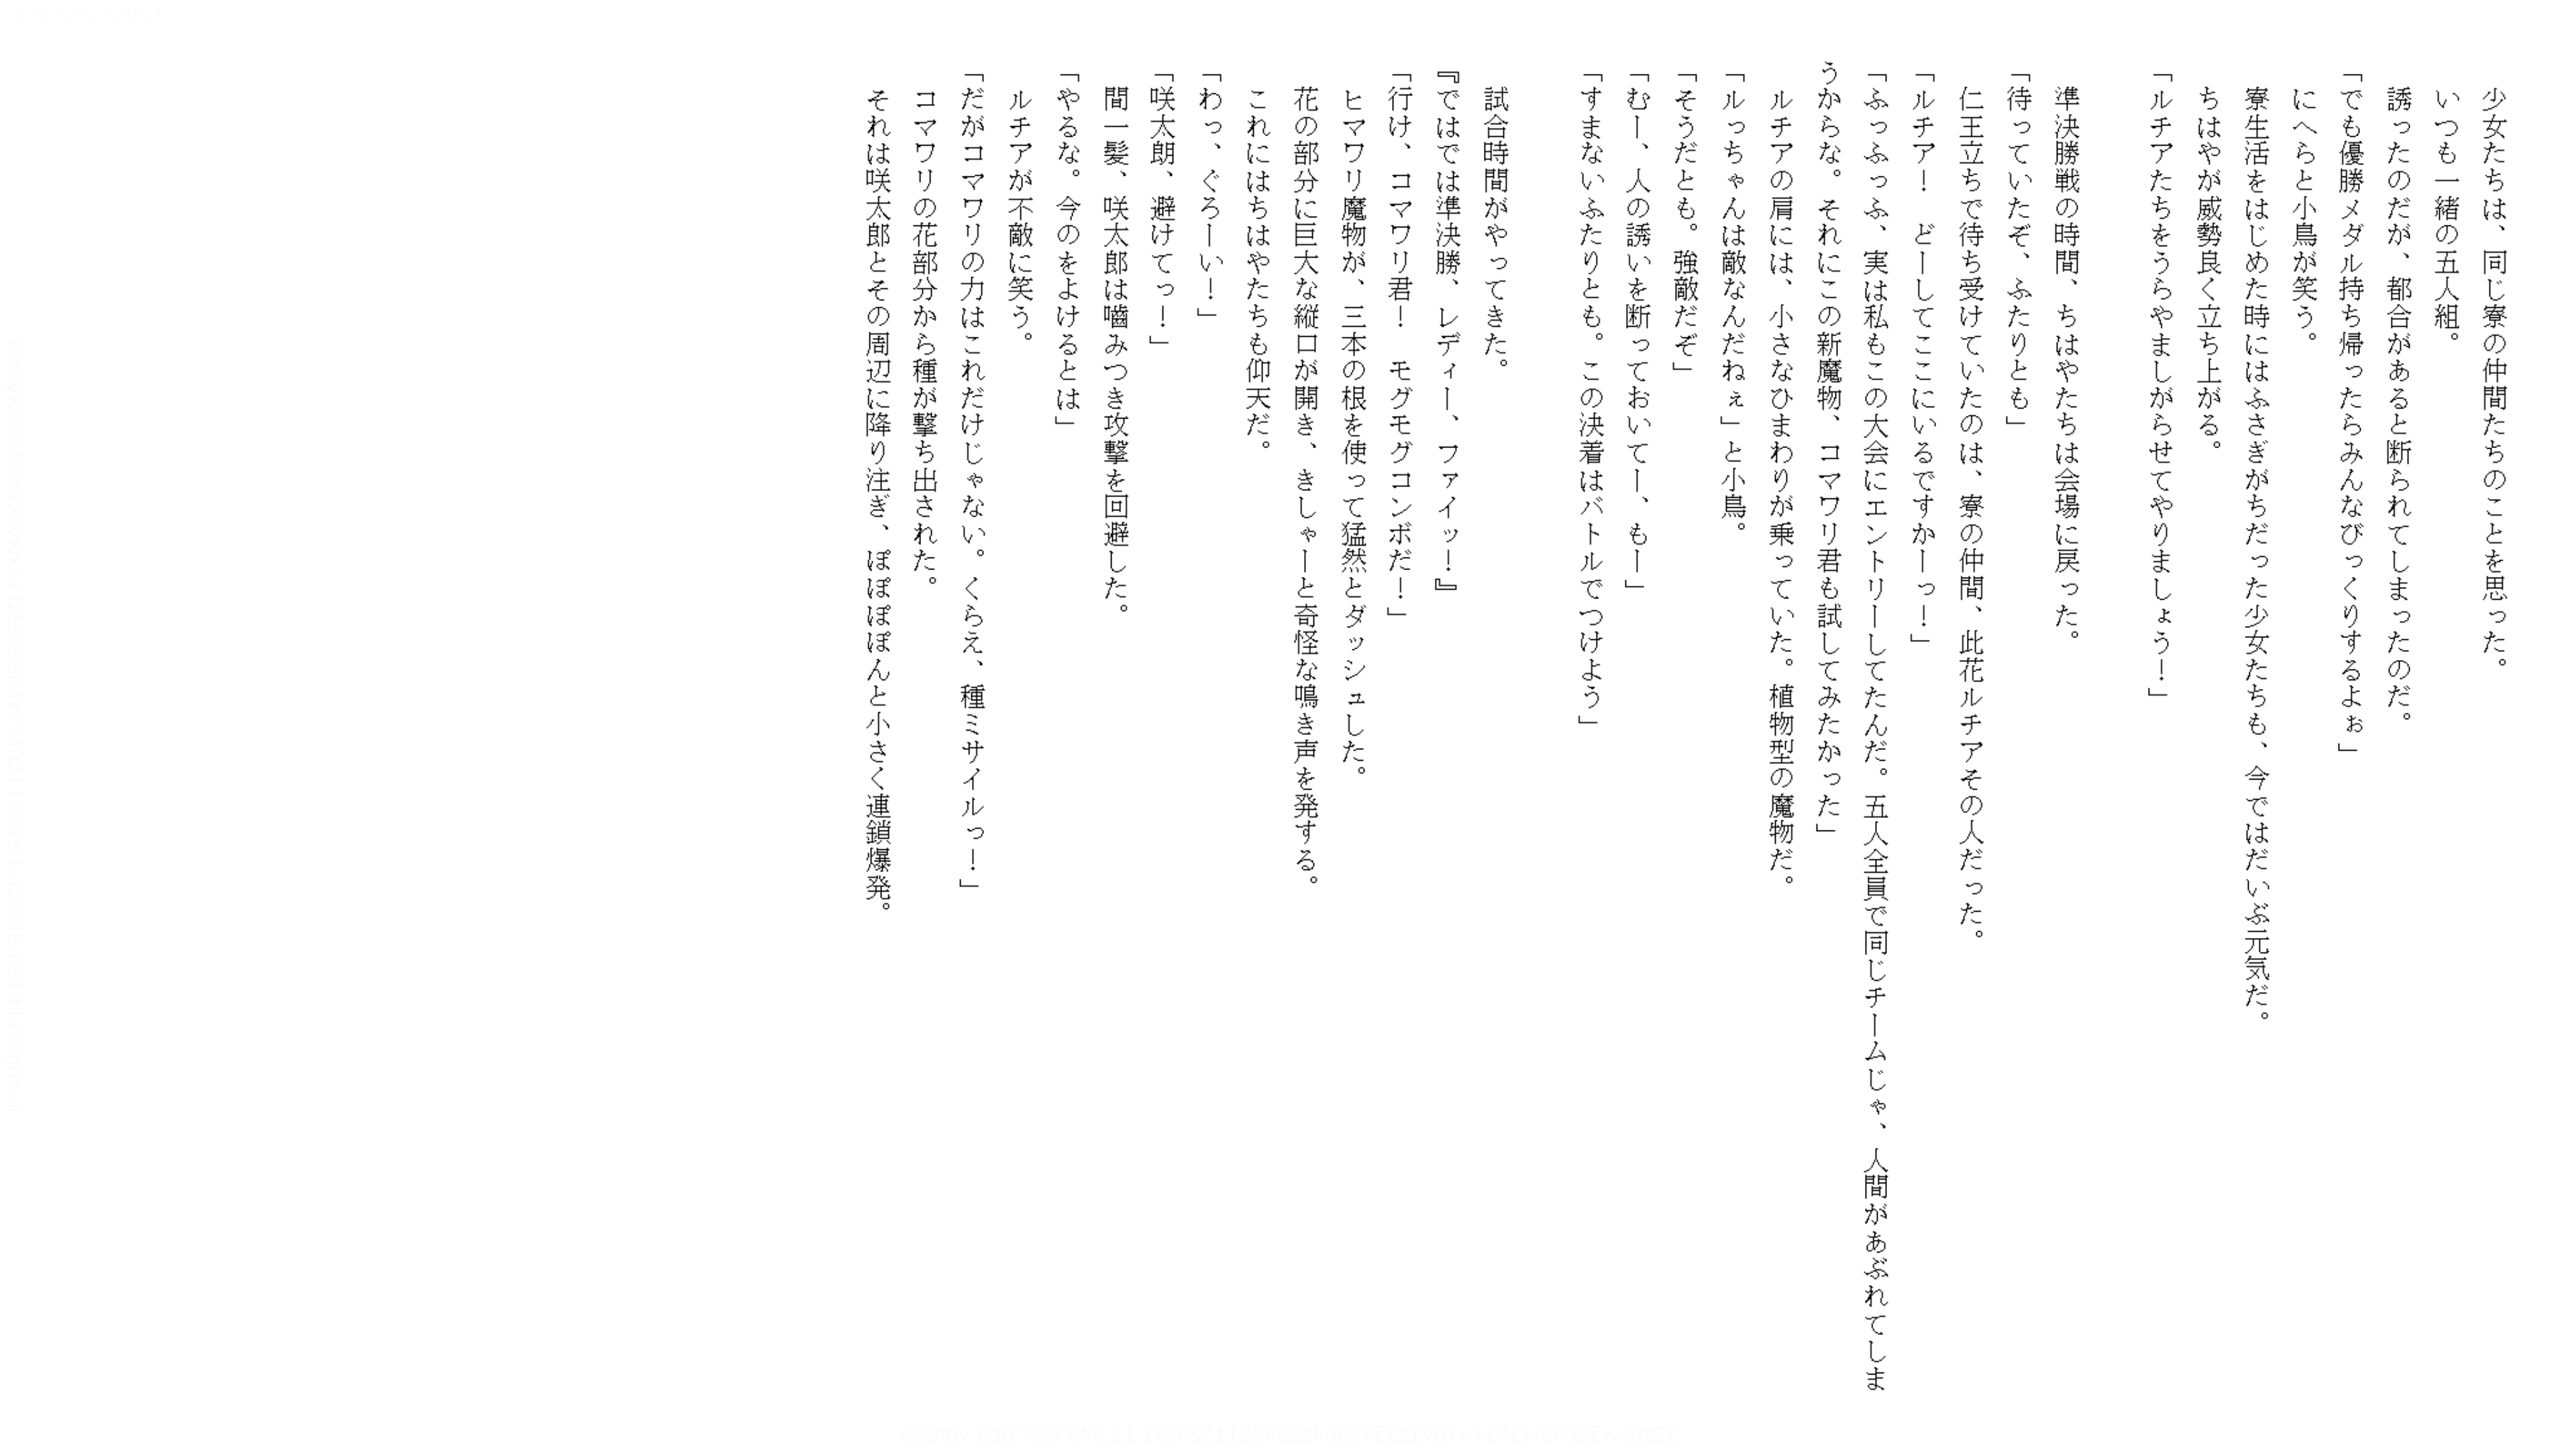 少女たちは、同じ寮の仲間たちのことを思った。
　いつも一緒の五人組。
　誘ったのだが、都合があると断られてしまったのだ。
「でも優勝メダル持ち帰ったらみんなびっくりするよぉ」
　にへらと小鳥が笑う。
　寮生活をはじめた時にはふさぎがちだった少女たちも、今ではだいぶ元気だ。
　ちはやが威勢良く立ち上がる。
「ルチアたちをうらやましがらせてやりましょう！」
　準決勝戦の時間、ちはやたちは会場に戻った。
「待っていたぞ、ふたりとも」
　仁王立ちで待ち受けていたのは、寮の仲間、此花ルチアその人だった。
「ルチア！　どーしてここにいるですかーっ！」
「ふっふっふ、実は私もこの大会にエントリーしてたんだ。五人全員で同じチームじゃ、人間があぶれてしま
うからな。それにこの新魔物、コマワリ君も試してみたかった」
　ルチアの肩には、小さなひまわりが乗っていた。植物型の魔物だ。
「ルっちゃんは敵なんだねぇ」と小鳥。
「そうだとも。強敵だぞ」
「むー、人の誘いを断っておいてー、もー」
「すまないふたりとも。この決着はバトルでつけよう」
　試合時間がやってきた。
『ではでは準決勝、レディー、ファイッ！』
「行け、コマワリ君！　モグモグコンボだ！」
　ヒマワリ魔物が、三本の根を使って猛然とダッシュした。
　花の部分に巨大な縦口が開き、きしゃーと奇怪な鳴き声を発する。
　これにはちはやたちも仰天だ。
「わっ、ぐろーい！」
「咲太朗、避けてっ！」
　間一髪、咲太郎は噛みつき攻撃を回避した。
「やるな。今のをよけるとは」
　ルチアが不敵に笑う。
「だがコマワリの力はこれだけじゃない。くらえ、種ミサイルっ！」
　コマワリの花部分から種が撃ち出された。
　それは咲太郎とその周辺に降り注ぎ、ぽぽぽぽんと小さく連鎖爆発。